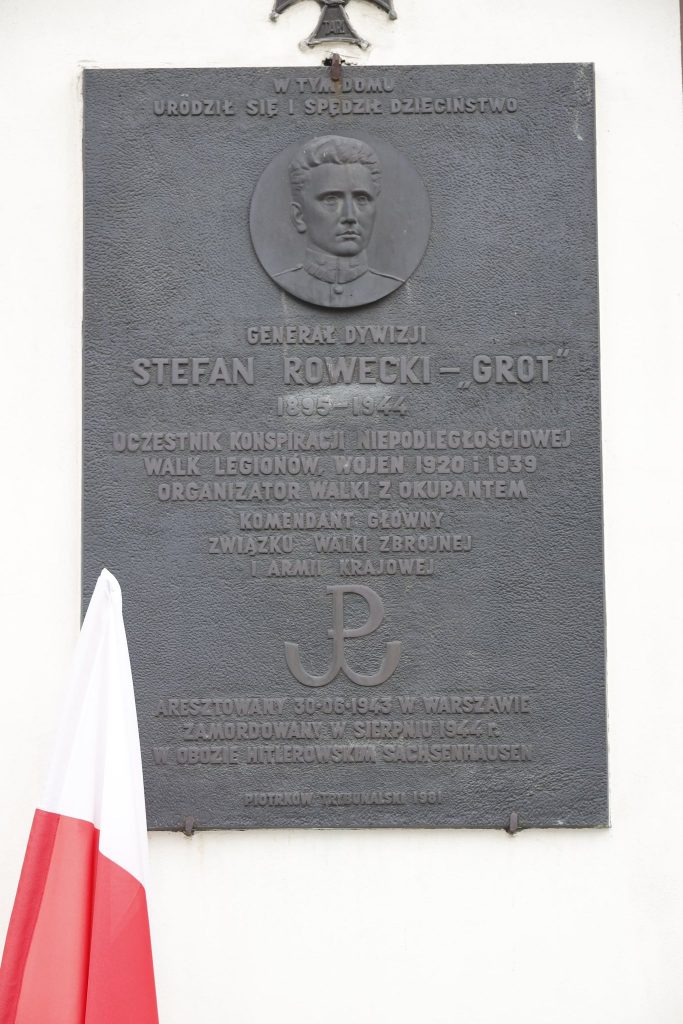 TARI
W TYM DOMU
URODZIŁ SIĘ I SPĘDZIŁ DZIECIŃSTWO
GENERAŁ DYWIZJI
STEFAN ROWECKI – „GROT"
1895–1944
UCZESTNIK KONSPIRACJI NIEPODLEGŁOŚCIOWEJ
WALK LEGIONÓW, WOJEN 1920 i 1939
ORGANIZATOR WALKI Z OKUPANTEM
KOMENDANT GŁÓWNY
ZWIĄZKU WALKI ZBROJNEJ
I ARMII KRAJOWEJ
PW
ARESZTOWANY 30·06·1943 W WARSZAWIE
ZAMORDOWANY W SIERPNIU 1944 r.
W OBOZIE HITLEROWSKIM SACHSENHAUSEN
PIOTRKÓW-TRYBUNALSKI 1981